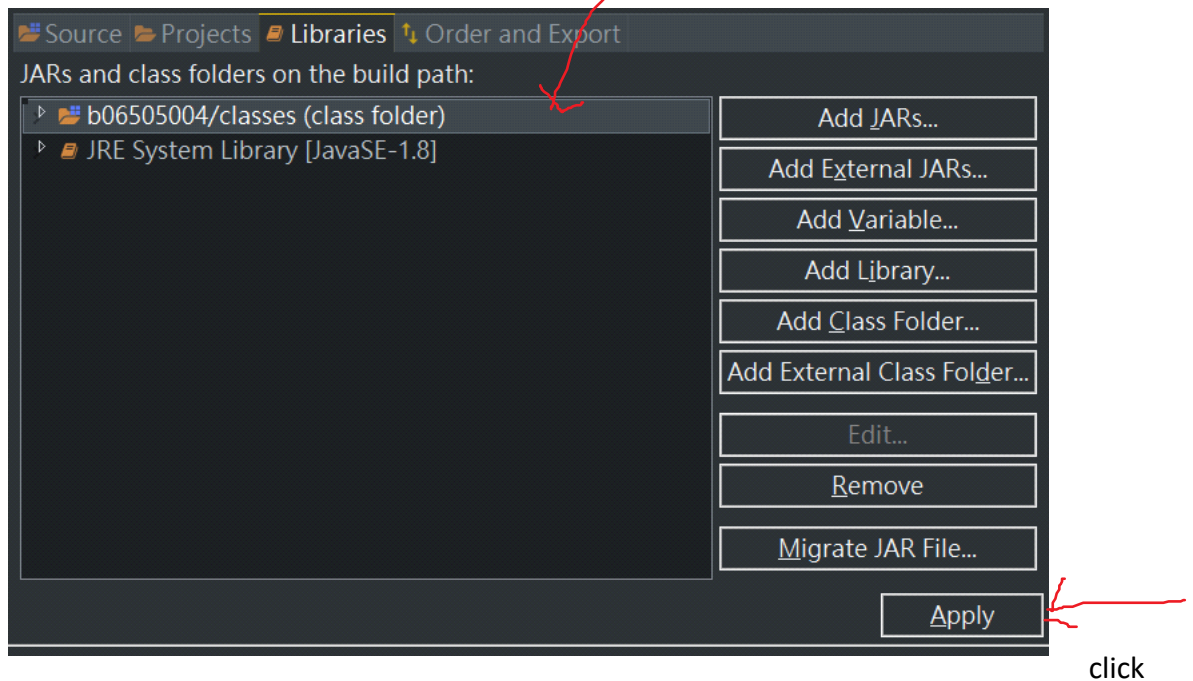 Source Projects Libraries Order and Export
JARs and class folders on the build path:
b06505004/classes (class folder)
JRE System Library [JavaSE-1.8]
Add JARs...
Add External JARs...
Add Variable...
Add Library...
Add Class Folder...
Add External Class Folder...
Edit...
Remove
Migrate JAR File...
Apply
click